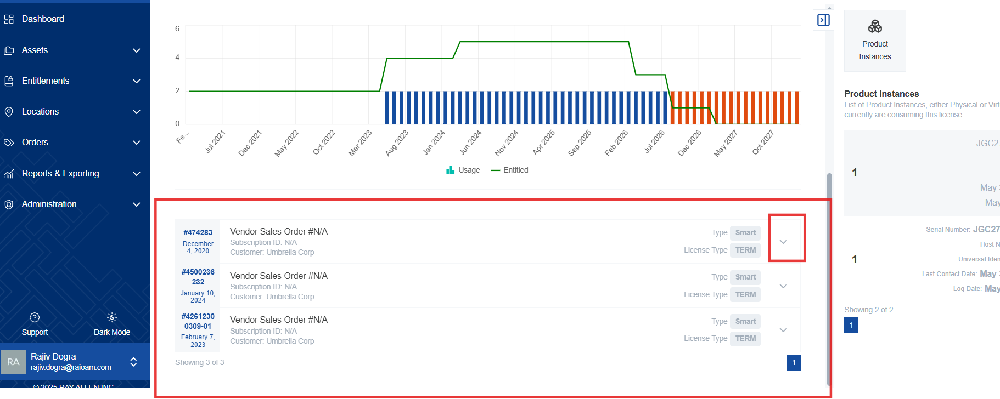 Dashboard
Assets
Entitlements
Locations
Orders
Reports & Exporting
Administration
Support
Dark Mode
RA
Rajiv Dogra
rajiv.dogra@raioam.com
© 2025 RAY ALLEN INC
6
4
2
0
Fe...
Jul 2021
Dec 2021
May 2022
Oct 2022
Mar 2023
Aug 2023
Jan 2024
Jun 2024
Nov 2024
Apr 2025
Sep 2025
Feb 2026
Jul 2026
Dec 2026
May 2027
Oct 2027
Usage
Entitled
#474283
December
4, 2020
Vendor Sales Order #N/A
Subscription ID: N/A
Customer: Umbrella Corp
Type Smart
License Type TERM
#4500236
232
January 10,
2024
Vendor Sales Order #N/A
Subscription ID: N/A
Customer: Umbrella Corp
Type Smart
License Type TERM
#4261230
0309-01
February 7,
2023
Vendor Sales Order #N/A
Subscription ID: N/A
Customer: Umbrella Corp
Type Smart
License Type TERM
Showing 3 of 3
1
Product
Instances
Product Instances
List of Product Instances, either Physical or Virt
currently are consuming this license.
JGC27
1
May
May
Serial Number: JGC27
Host N
1
Universal Iden
Last Contact Date: May
Log Date: May
Showing 2 of 2
1